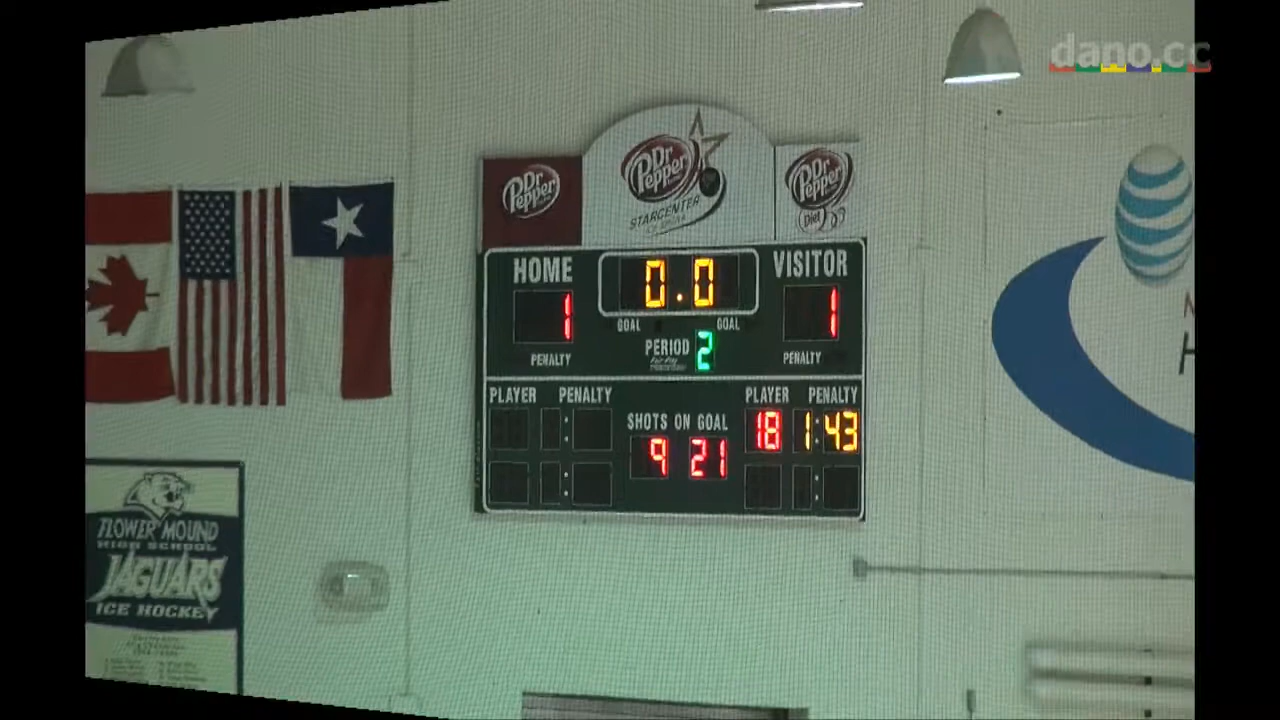 dano.cc
Dr Pepper
Dr Pepper
STARCENTER
Dr Pepper
Diet
HOME
0.0
VISITOR
1
1
GOAL
GOAL
PERIOD 2
PENALTY
PENALTY
PLAYER PENALTY
PLAYER PENALTY
SHOTS ON GOAL
18 1:43
9 21
FLOWER MOUND
HIGH SCHOOL
JAGUARS
ICE HOCKEY